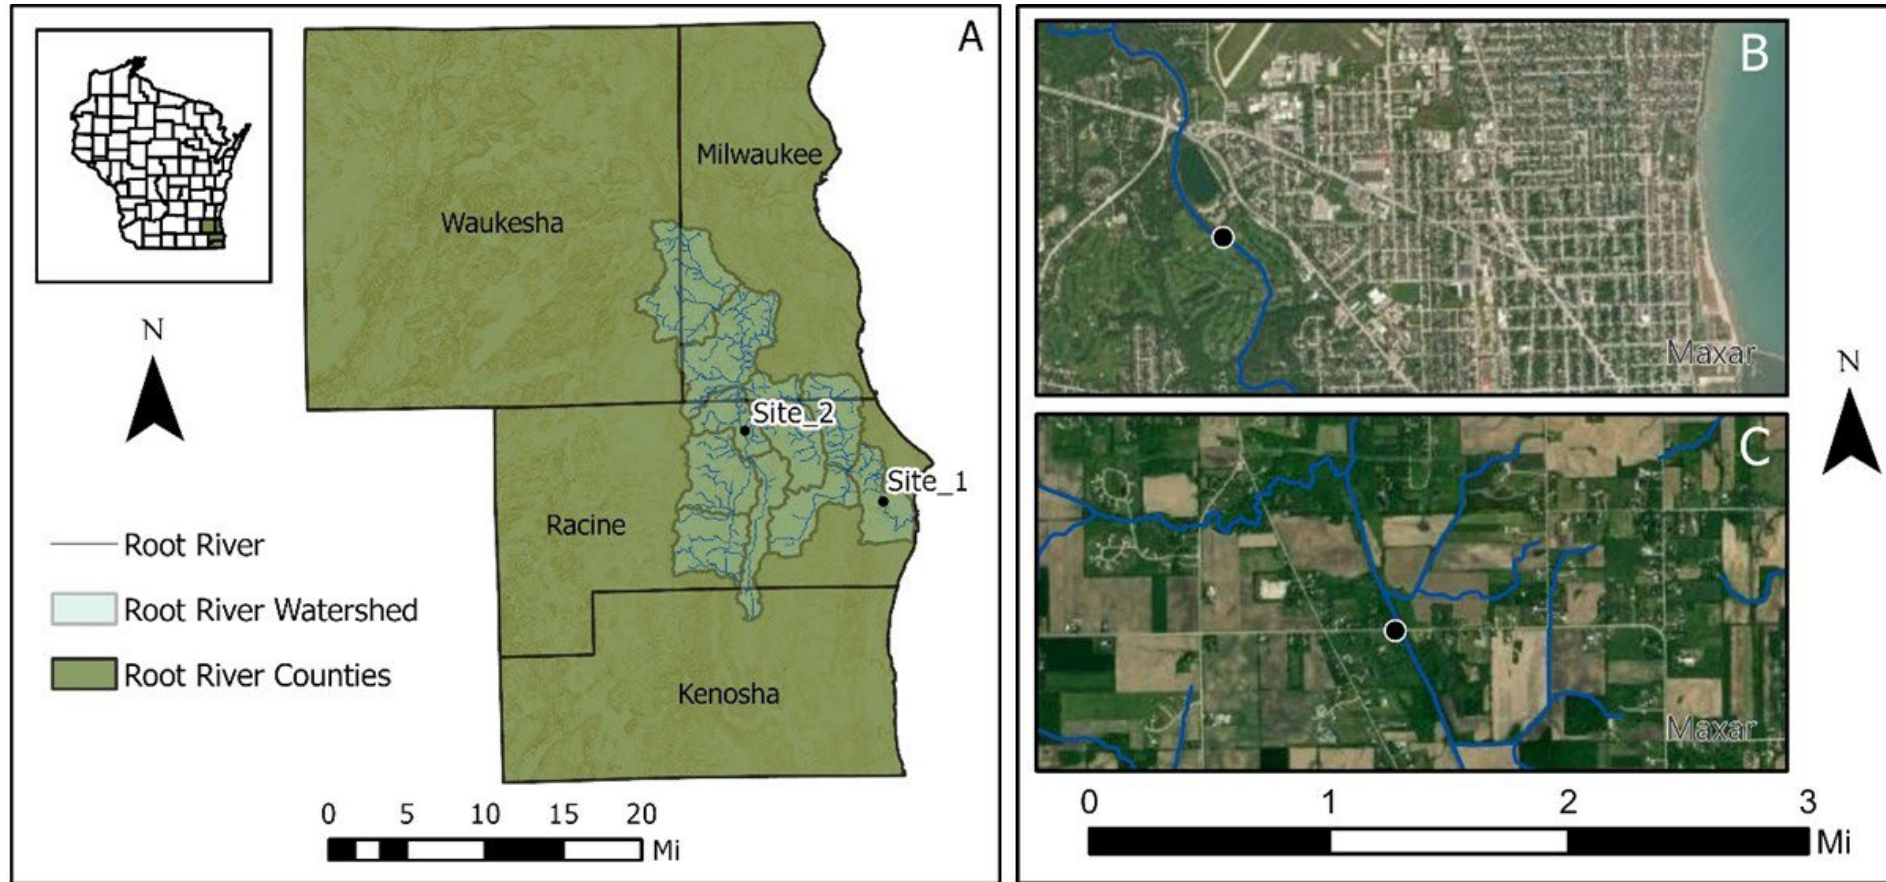 A
Milwaukee
Waukesha
Site_2
Site_1
Racine
Kenosha
N
Root River
Root River Watershed
Root River Counties
0 5 10 15 20
Mi
B
Maxar
N
C
Maxar
0 1 2 3
Mi